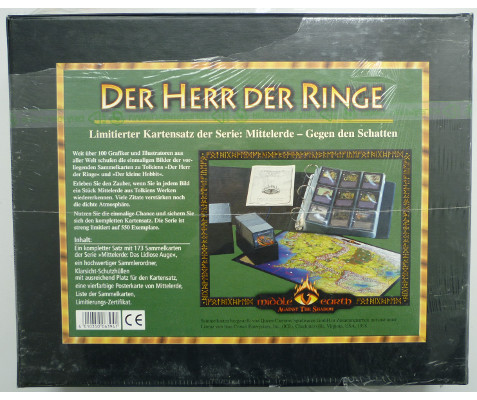 DER HERR DER RINGE
Limitierter Kartensatz der Serie: Mittelerde – Gegen den Schatten
Weit über 100 Grafiker und Illustratoren aus
aller Welt schufen die einmaligen Bilder der vor-
liegenden Sammelkarten zu Tolkiens «Der Herr
der Ringe» und «Der kleine Hobbit».
Erleben Sie den Zauber, wenn Sie in jedem Bild
ein Stück Mittelerde aus Tolkiens Werken
wiedererkennen. Viele Zitate verstärken noch
die dichte Atmosphäre.
Nutzen Sie die einmalige Chance und sichern Sie
sich den kompletten Kartensatz. Die Serie ist
streng limitiert auf 550 Exemplare.
Inhalt:
Ein kompletter Satz mit 173 Sammelkarten
der Serie «Mittelerde: Das Lidlose Auge»,
ein hochwertiger Sammelordner,
Klarsicht-Schutzhüllen
mit ausreichend Platz für den Kartensatz,
eine vierfarbige Posterkarte von Mittelerde,
Liste der Sammelkarten,
Limitierungs-Zertifikat.
CE
MIDDLE EARTH
AGAINST THE SHADOW